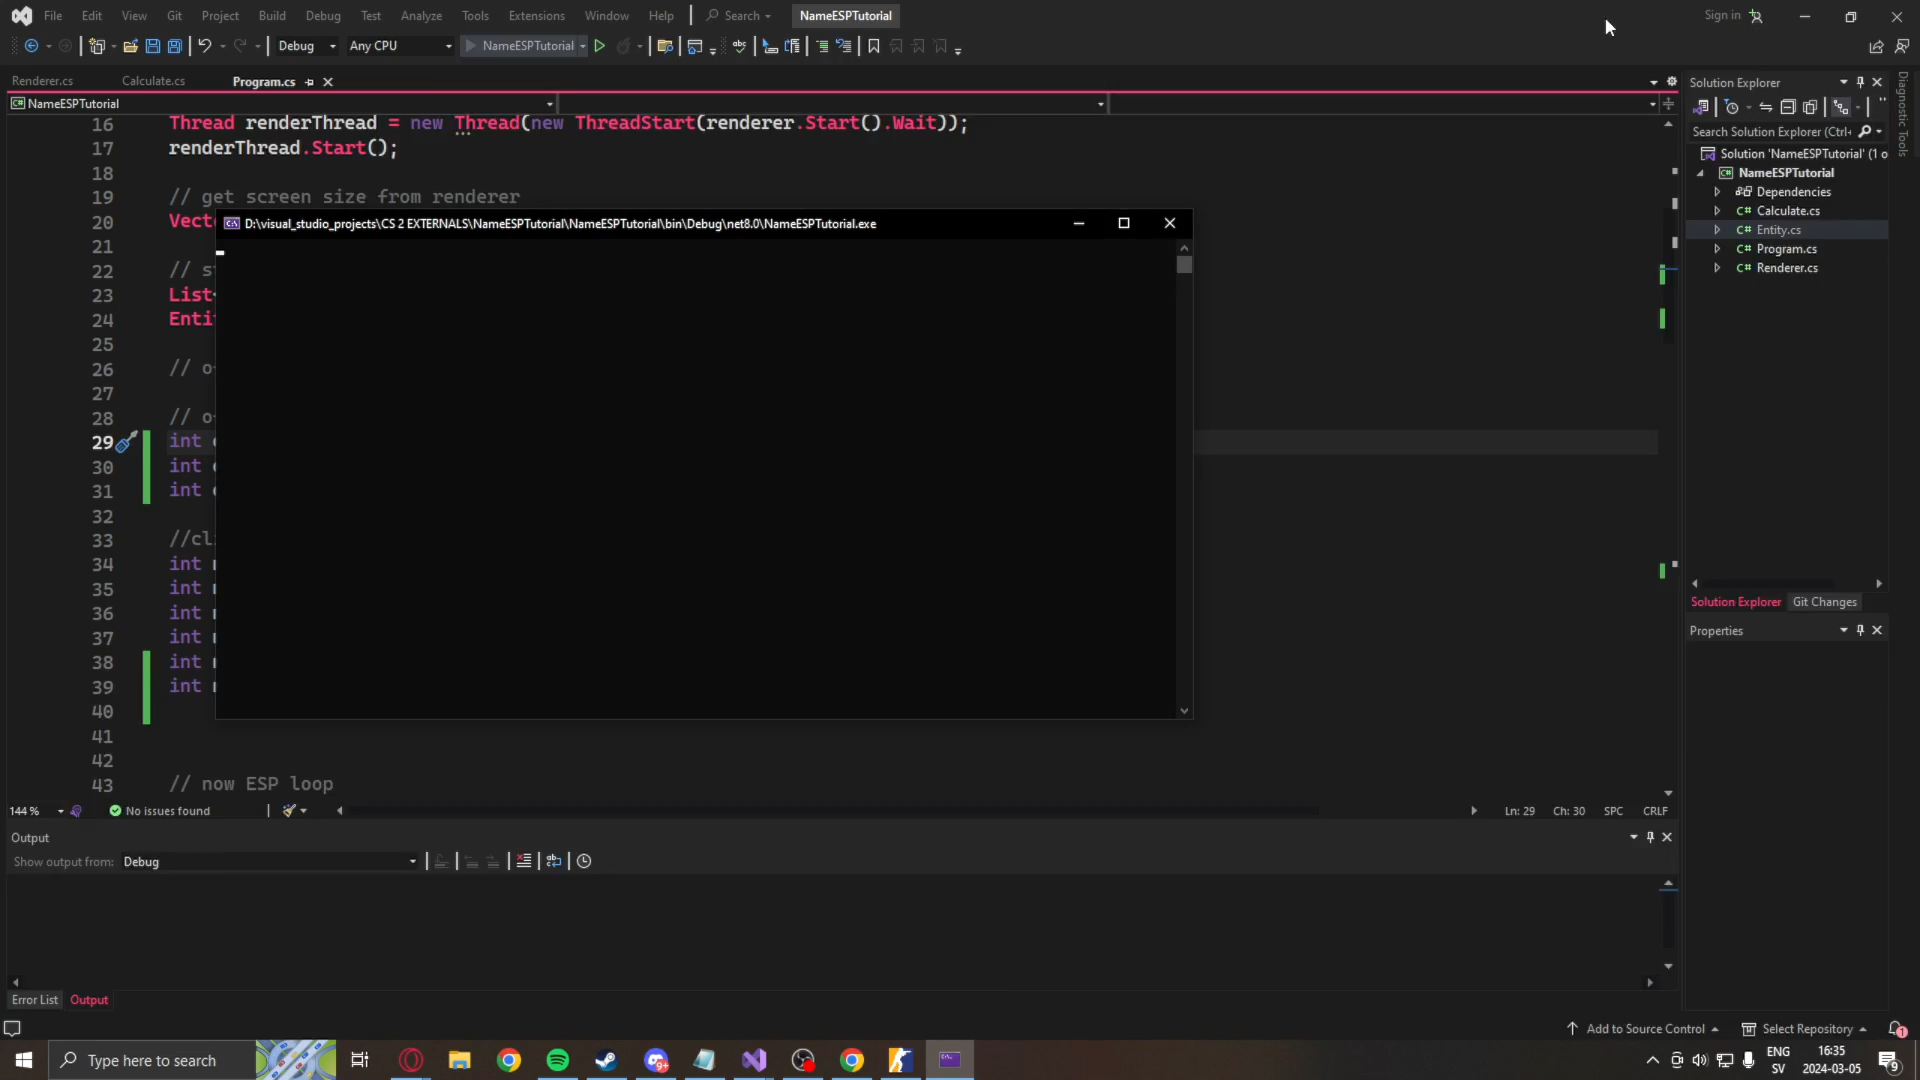 File Edit View Git Project Build Debug Test Analyze Tools Extensions Window Help Search NameESPTutorial Sign in
Debug Any CPU NameESPTutorial
Renderer.cs Calculate.cs Program.cs
NameESPTutorial
16 Thread renderThread = new Thread(new ThreadStart(renderer.Start().Wait));
17 renderThread.Start();
18
19 // get screen size from renderer
20 Vect
21
22 // s
23 List
24 Enti
25
26 // o
27
28 // o
29 int
30 int
31 int
32
33 //cl
34 int
35 int
36 int
37 int
38 int
39 int
40
41
42
43 // now ESP loop
D:\visual_studio_projects\CS 2 EXTERNALS\NameESPTutorial\NameESPTutorial\bin\Debug\net8.0\NameESPTutorial.exe
144 % No issues found Ln: 29 Ch: 30 SPC CRLF
Output
Show output from: Debug
Error List Output
Solution Explorer
Search Solution Explorer (Ctrl+
Solution 'NameESPTutorial' (1 o
NameESPTutorial
Dependencies
C# Calculate.cs
C# Entity.cs
C# Program.cs
C# Renderer.cs
Solution Explorer Git Changes
Properties
Diagnostic Tools
Add to Source Control Select Repository 1
Type here to search
9+
ENG
SV
16:35
2024-03-05
9